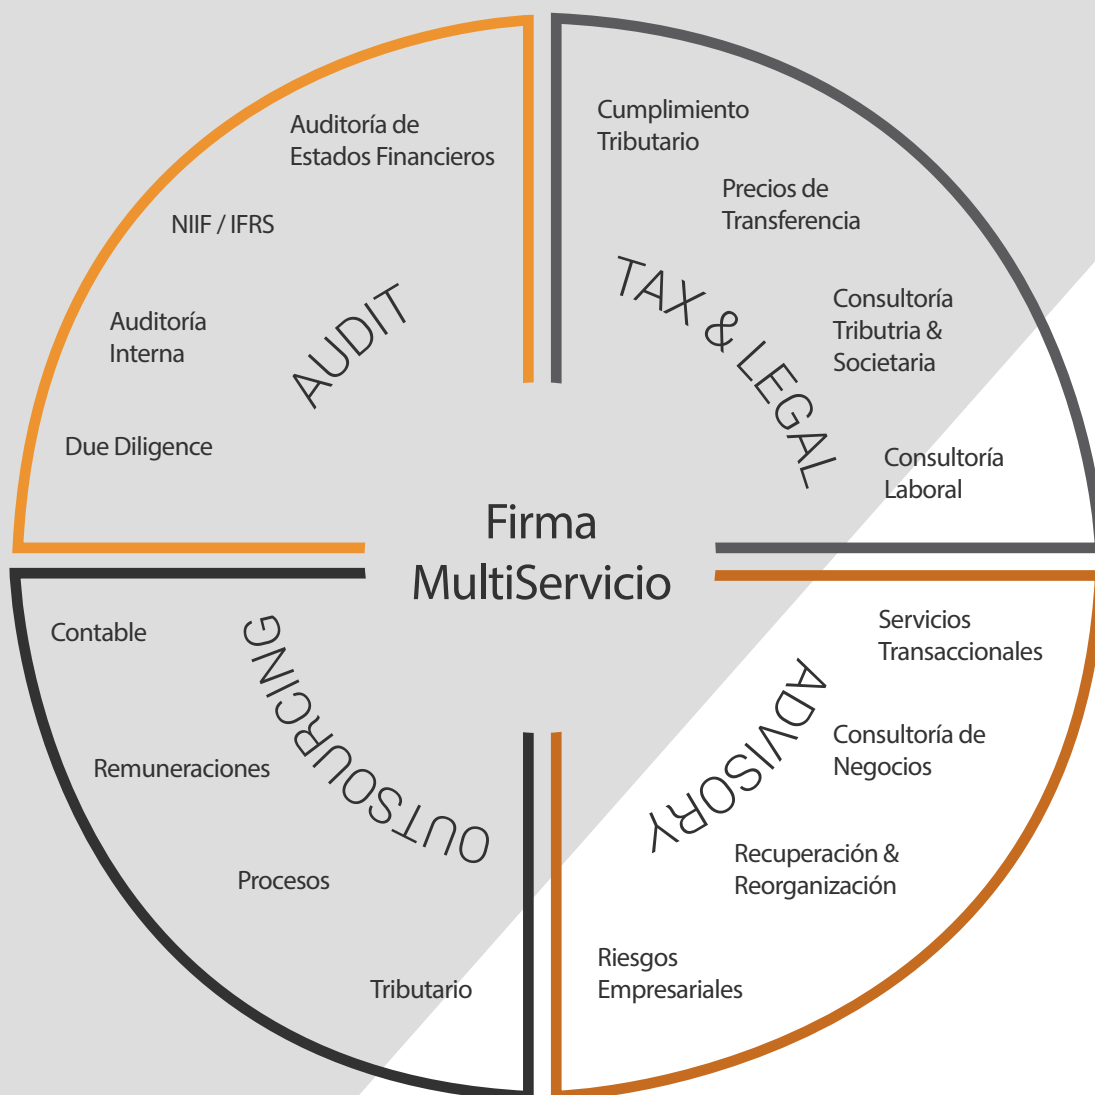 Auditoría de
Estados Financieros
NIIF / IFRS
Auditoría
Interna
Due Diligence
AUDIT
Cumplimiento
Tributario
Precios de
Transferencia
Consultoría
Tributria &
Societaria
Consultoría
Laboral
TAX & LEGAL
Firma
MultiServicio
Contable
Remuneraciones
Procesos
Tributario
OUTSOURCING
Servicios
Transaccionales
Consultoría de
Negocios
Recuperación &
Reorganización
Riesgos
Empresariales
ADVISORY